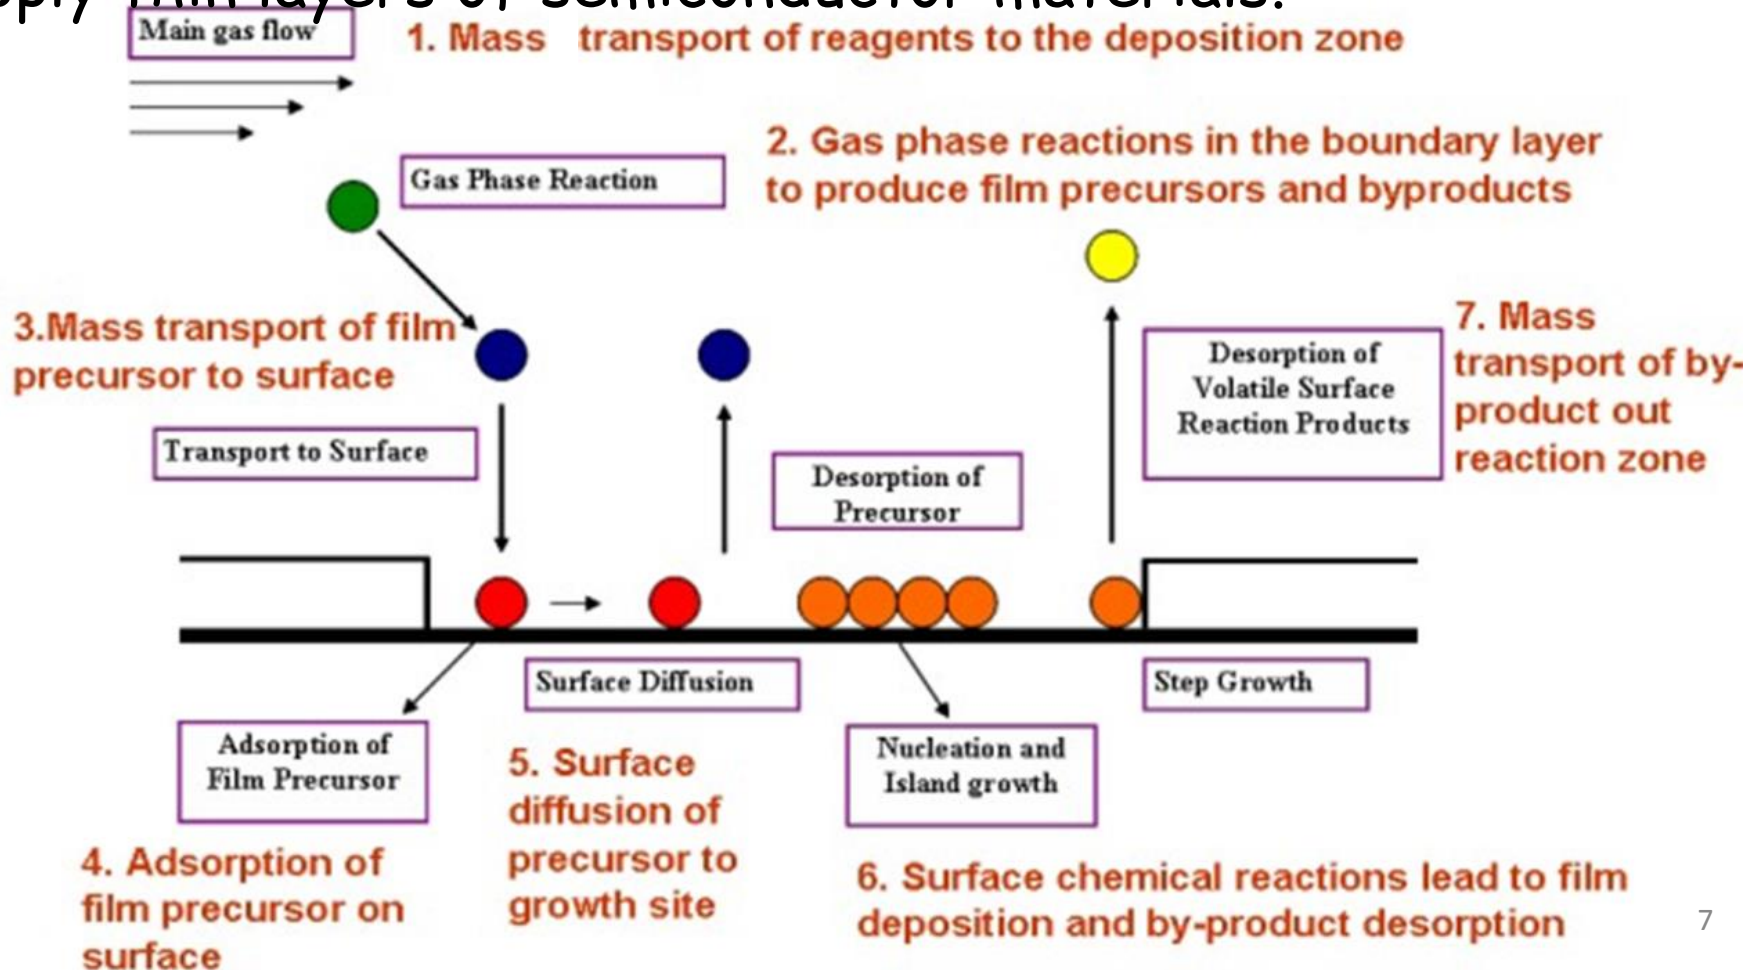 thin layers of semiconductor materials.
Main gas flow
1. Mass transport of reagents to the deposition zone
Gas Phase Reaction
2. Gas phase reactions in the boundary layer
to produce film precursors and byproducts
3.Mass transport of film
precursor to surface
Transport to Surface
Desorption of
Precursor
Desorption of
Volatile Surface
Reaction Products
7. Mass
transport of by-
product out
reaction zone
Surface Diffusion
Step Growth
Adsorption of
Film Precursor
Nucleation and
Island growth
4. Adsorption of
film precursor on
surface
5. Surface
diffusion of
precursor to
growth site
6. Surface chemical reactions lead to film
deposition and by-product desorption
7